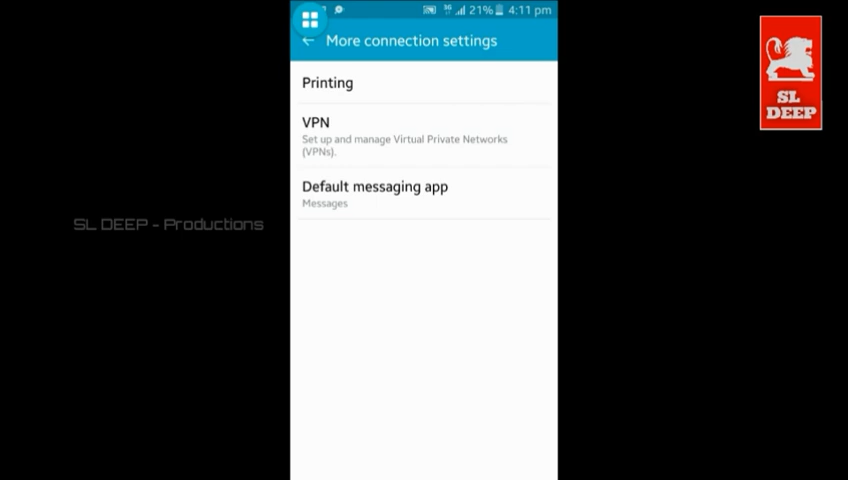 3G 21% 4:11 pm
More connection settings
Printing
VPN
Set up and manage Virtual Private Networks
(VPNs).
Default messaging app
Messages
SL DEEP - Productions
SL
DEEP